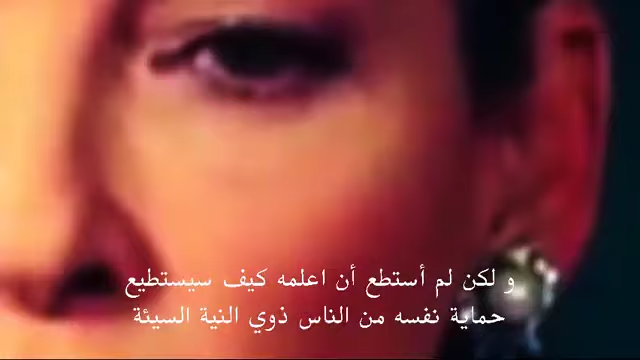 و لكن لم أستطع أن اعلمه كيف سيستطيع
حماية نفسه من الناس ذوي النية السيئة